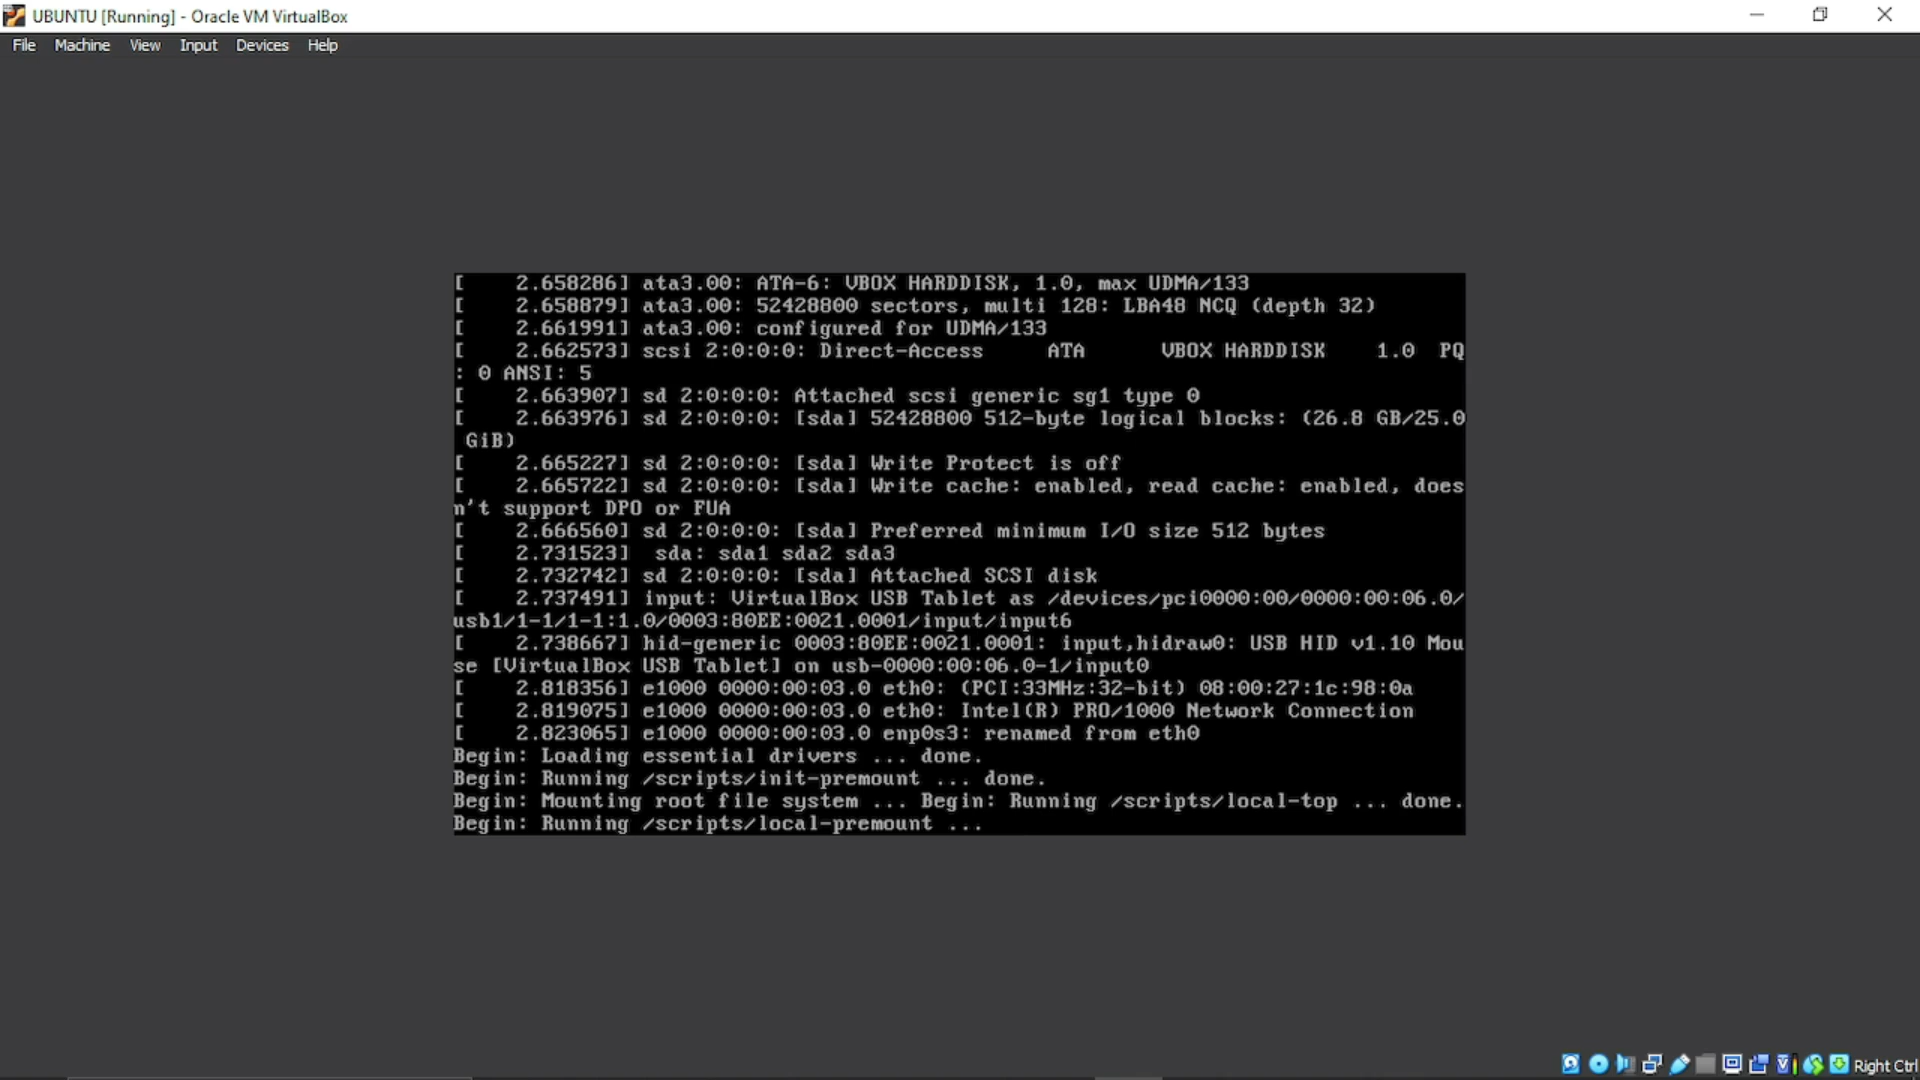 UBUNTU [Running] - Oracle VM VirtualBox
File Machine View Input Devices Help
[    2.658286] ata3.00: ATA-6: VBOX HARDDISK, 1.0, max UDMA/133
[    2.658879] ata3.00: 52428800 sectors, multi 128: LBA48 NCQ (depth 32)
[    2.661991] ata3.00: configured for UDMA/133
[    2.662573] scsi 2:0:0:0: Direct-Access     ATA      VBOX HARDDISK    1.0  PQ
: 0 ANSI: 5
[    2.663907] sd 2:0:0:0: Attached scsi generic sg1 type 0
[    2.663976] sd 2:0:0:0: [sda] 52428800 512-byte logical blocks: (26.8 GB/25.0
 GiB)
[    2.665227] sd 2:0:0:0: [sda] Write Protect is off
[    2.665722] sd 2:0:0:0: [sda] Write cache: enabled, read cache: enabled, does
n't support DPO or FUA
[    2.666560] sd 2:0:0:0: [sda] Preferred minimum I/O size 512 bytes
[    2.731523]  sda: sda1 sda2 sda3
[    2.732742] sd 2:0:0:0: [sda] Attached SCSI disk
[    2.737491] input: VirtualBox USB Tablet as /devices/pci0000:00/0000:00:06.0/
usb1/1-1/1-1:1.0/0003:80EE:0021.0001/input/input6
[    2.738667] hid-generic 0003:80EE:0021.0001: input,hidraw0: USB HID v1.10 Mou
se [VirtualBox USB Tablet] on usb-0000:00:06.0-1/input0
[    2.818356] e1000 0000:00:03.0 eth0: (PCI:33MHz:32-bit) 08:00:27:1c:98:0a
[    2.819075] e1000 0000:00:03.0 eth0: Intel(R) PRO/1000 Network Connection
[    2.823065] e1000 0000:00:03.0 enp0s3: renamed from eth0
Begin: Loading essential drivers ... done.
Begin: Running /scripts/init-premount ... done.
Begin: Mounting root file system ... Begin: Running /scripts/local-top ... done.
Begin: Running /scripts/local-premount ...
Right Ctrl